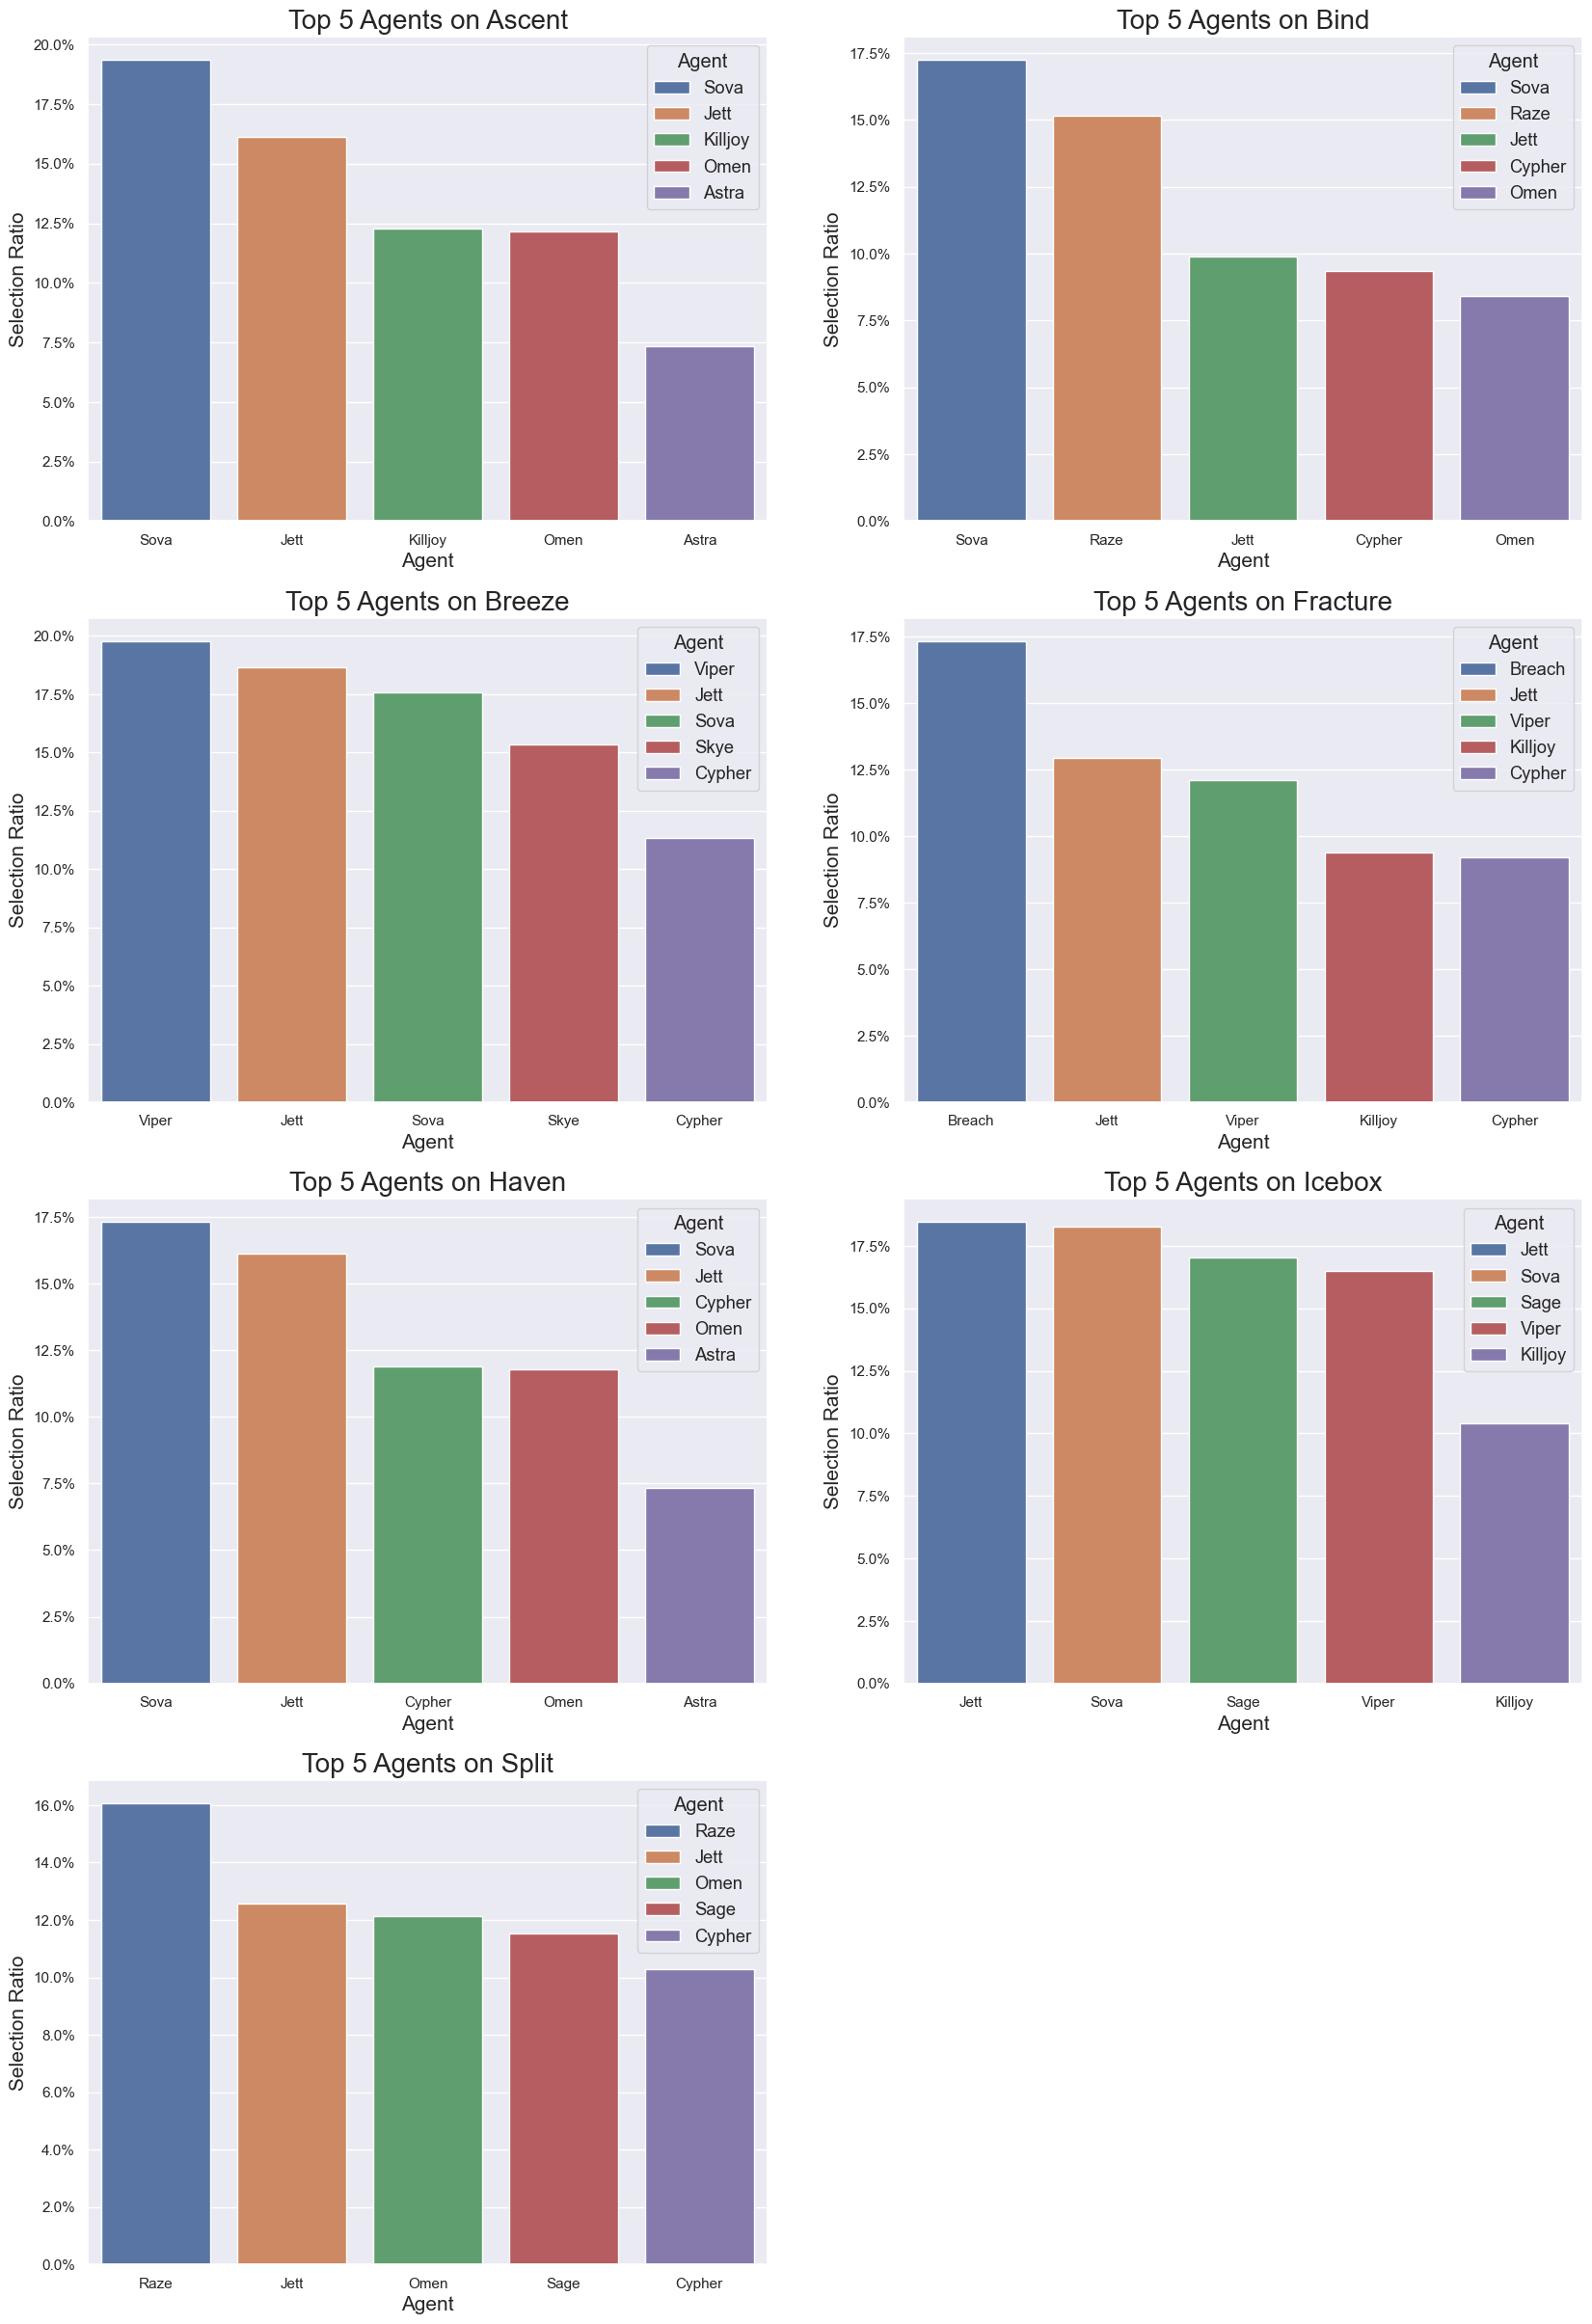 Top 5 Agents on Ascent
20.0%
17.5%
15.0%
12.5%
10.0%
7.5%
5.0%
2.5%
0.0%
Selection Ratio
Agent
Sova
Jett
Killjoy
Omen
Astra
Sova Jett Killjoy Omen Astra
Agent
Top 5 Agents on Bind
17.5%
15.0%
12.5%
10.0%
7.5%
5.0%
2.5%
0.0%
Selection Ratio
Agent
Sova
Raze
Jett
Cypher
Omen
Sova Raze Jett Cypher Omen
Agent
Top 5 Agents on Breeze
20.0%
17.5%
15.0%
12.5%
10.0%
7.5%
5.0%
2.5%
0.0%
Selection Ratio
Agent
Viper
Jett
Sova
Skye
Cypher
Viper Jett Sova Skye Cypher
Agent
Top 5 Agents on Fracture
17.5%
15.0%
12.5%
10.0%
7.5%
5.0%
2.5%
0.0%
Selection Ratio
Agent
Breach
Jett
Viper
Killjoy
Cypher
Breach Jett Viper Killjoy Cypher
Agent
Top 5 Agents on Haven
17.5%
15.0%
12.5%
10.0%
7.5%
5.0%
2.5%
0.0%
Selection Ratio
Agent
Sova
Jett
Cypher
Omen
Astra
Sova Jett Cypher Omen Astra
Agent
Top 5 Agents on Icebox
17.5%
15.0%
12.5%
10.0%
7.5%
5.0%
2.5%
0.0%
Selection Ratio
Agent
Jett
Sova
Sage
Viper
Killjoy
Jett Sova Sage Viper Killjoy
Agent
Top 5 Agents on Split
16.0%
14.0%
12.0%
10.0%
8.0%
6.0%
4.0%
2.0%
0.0%
Selection Ratio
Agent
Raze
Jett
Omen
Sage
Cypher
Raze Jett Omen Sage Cypher
Agent